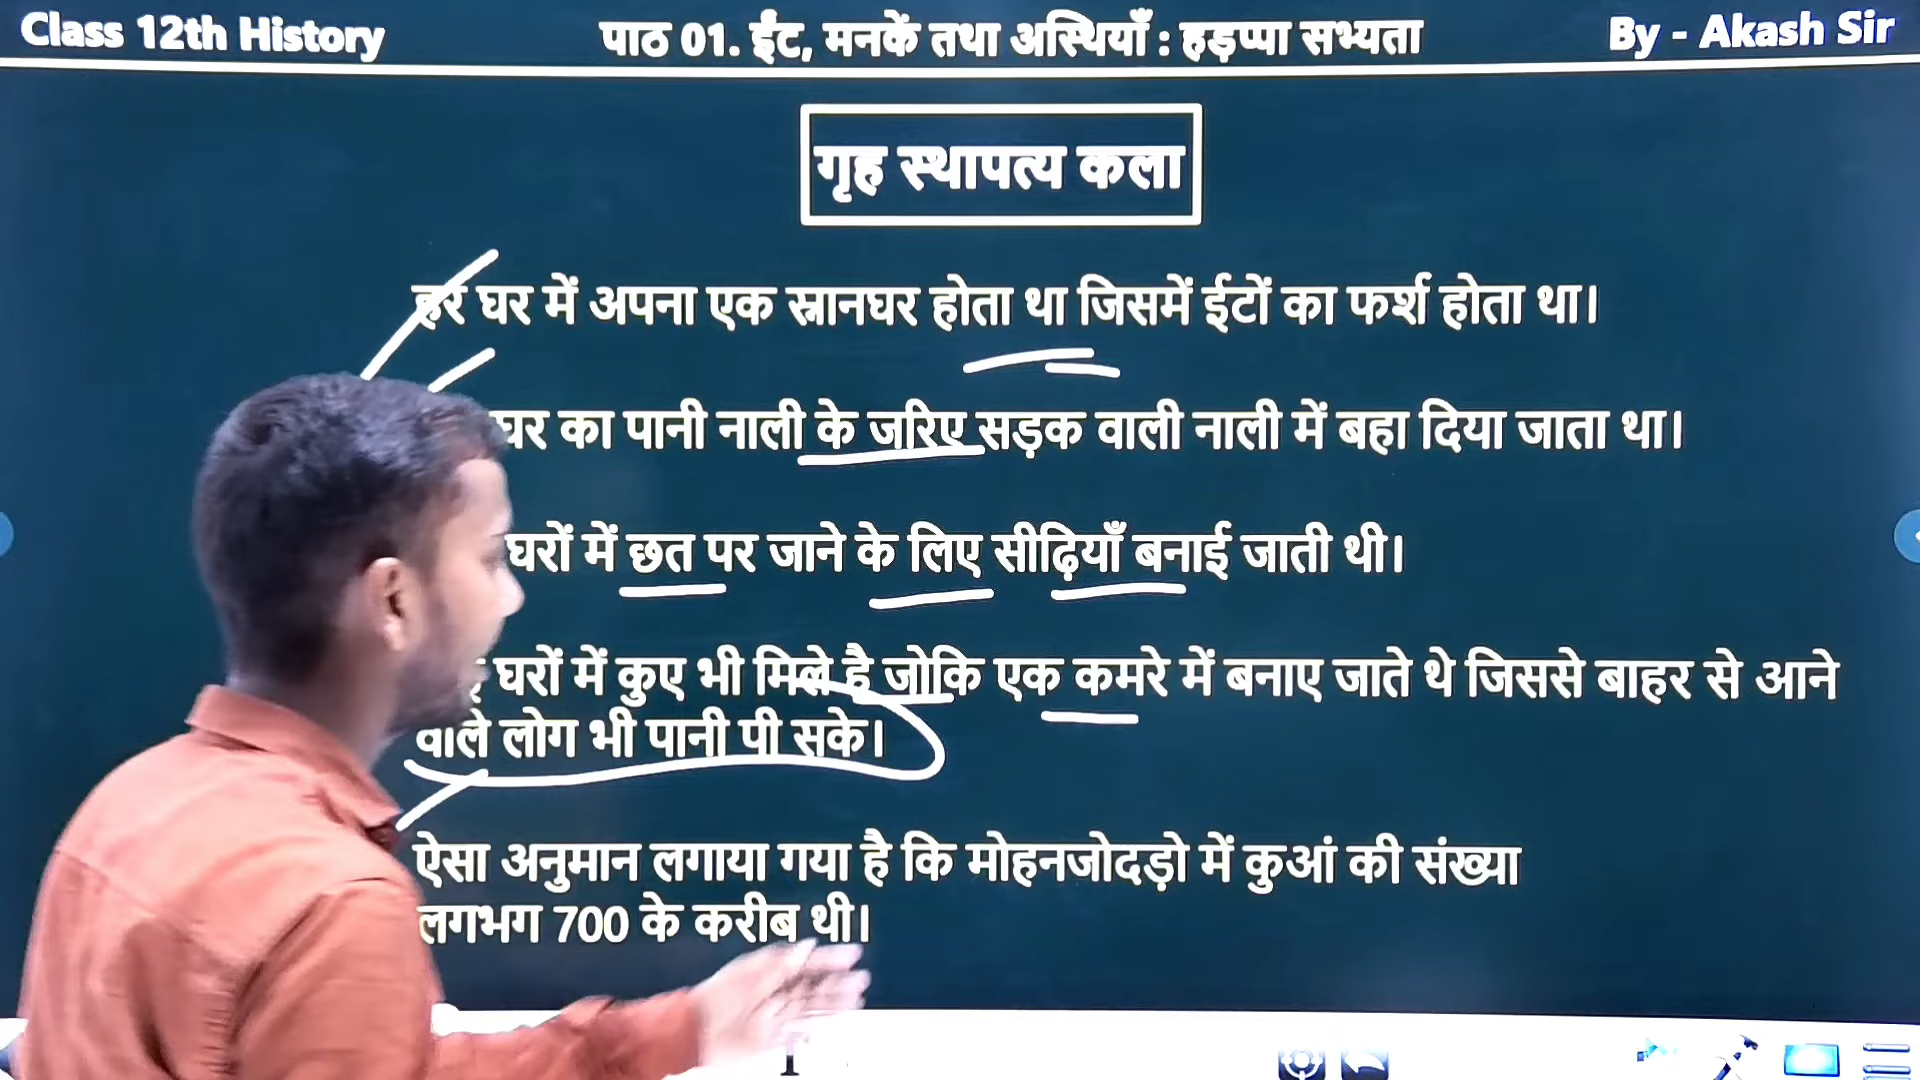 Class 12th History
पाठ 01. ईंट, मनकें तथा अस्थियाँ : हड़प्पा सभ्यता
By - Akash Sir
गृह स्थापत्य कला
हर घर में अपना एक स्नानघर होता था जिसमें ईटों का फर्श होता था।
घर का पानी नाली के जरिए सड़क वाली नाली में बहा दिया जाता था।
घरों में छत पर जाने के लिए सीढ़ियाँ बनाई जाती थी।
घरों में कुए भी मिले है जोकि एक कमरे में बनाए जाते थे जिससे बाहर से आने
वाले लोग भी पानी पी सके।
ऐसा अनुमान लगाया गया है कि मोहनजोदड़ो में कुआं की संख्या
लगभग 700 के करीब थी।